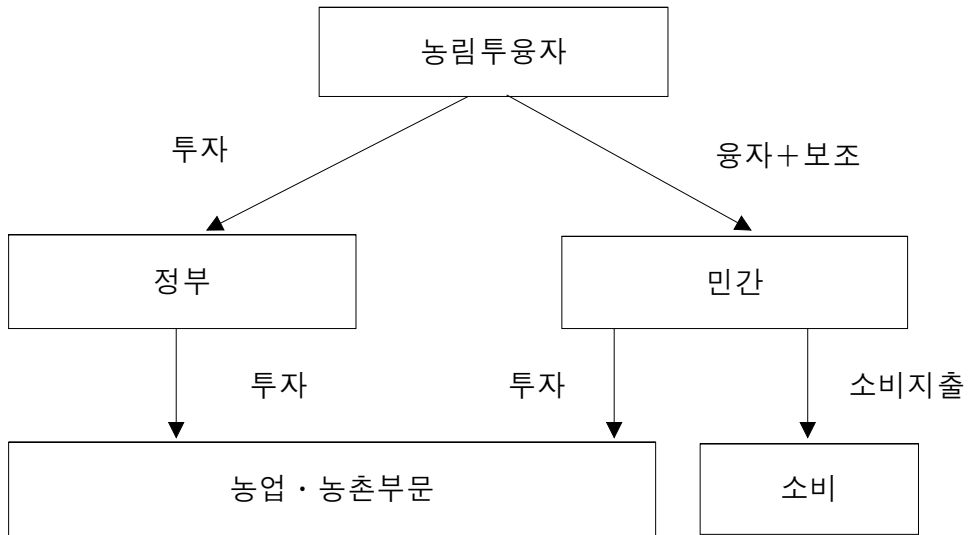 농림투융자
투자
융자＋보조
정부
민간
투자
투자
소비지출
농업ㆍ농촌부문
소비